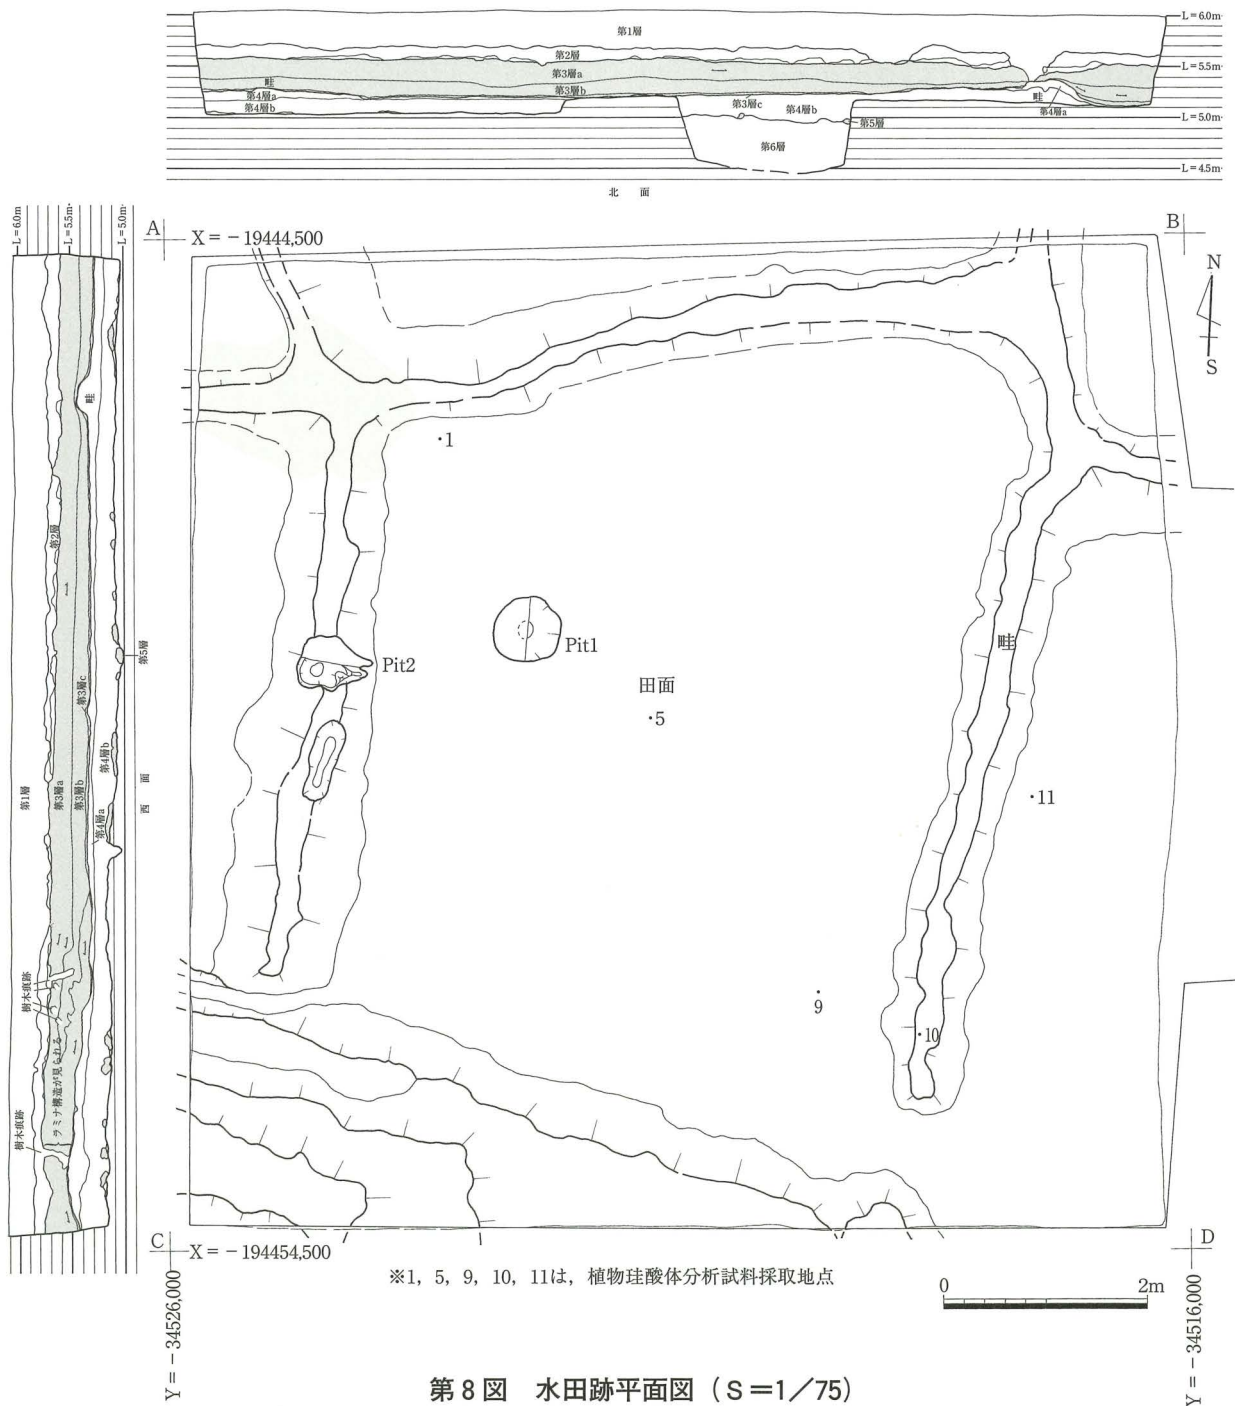 第1層
L=6.0m
第2層
L=5.5m
第3層a
畦
第3層b
第4層a
第4層b
第3層c
第4層b
第5層
第6層
畦
第4層a
L=5.0m
L=4.5m
北 面
L=6.0m
L=5.5m
L=5.0m
A
X=-19444,500
B
N
S
畦
・1
第2層
第5層
第3層c
第4層b
Pit1
Pit2
田面
・5
畦
第1層
第3層a
第3層b
第4層a
西 面
・11
・9
・10
樹木痕跡
ラミナ構造が見られる
樹木痕跡
C
X=-194454,500
D
※1, 5, 9, 10, 11は, 植物珪酸体分析試料採取地点
0 2m
Y=-34526,000
Y=-34516,000
第8図 水田跡平面図(S=1/75)